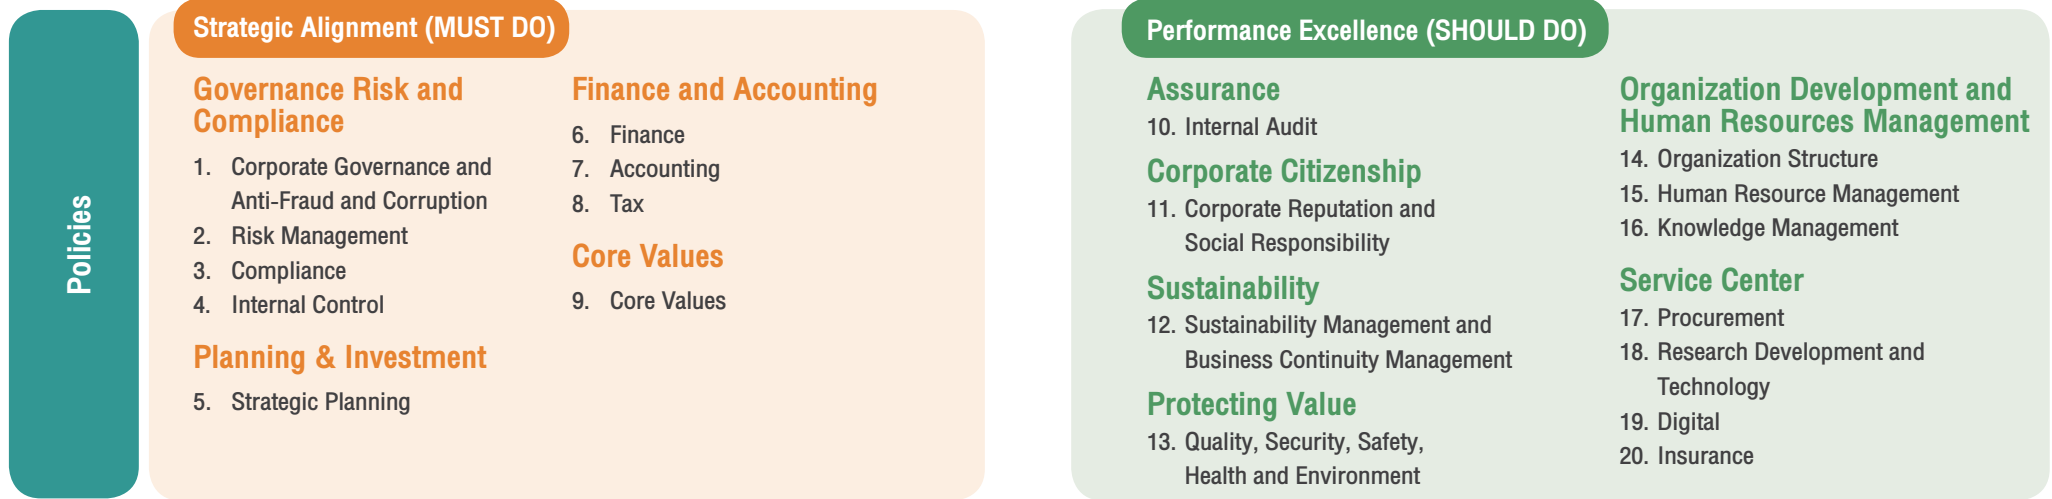 Policies
Strategic Alignment (MUST DO)
Governance Risk and
Compliance
1. Corporate Governance and
Anti-Fraud and Corruption
2. Risk Management
3. Compliance
4. Internal Control
Planning & Investment
5. Strategic Planning
Finance and Accounting
6. Finance
7. Accounting
8. Tax
Core Values
9. Core Values
Performance Excellence (SHOULD DO)
Assurance
10. Internal Audit
Corporate Citizenship
11. Corporate Reputation and
Social Responsibility
Sustainability
12. Sustainability Management and
Business Continuity Management
Protecting Value
13. Quality, Security, Safety,
Health and Environment
Organization Development and
Human Resources Management
14. Organization Structure
15. Human Resource Management
16. Knowledge Management
Service Center
17. Procurement
18. Research Development and
Technology
19. Digital
20. Insurance